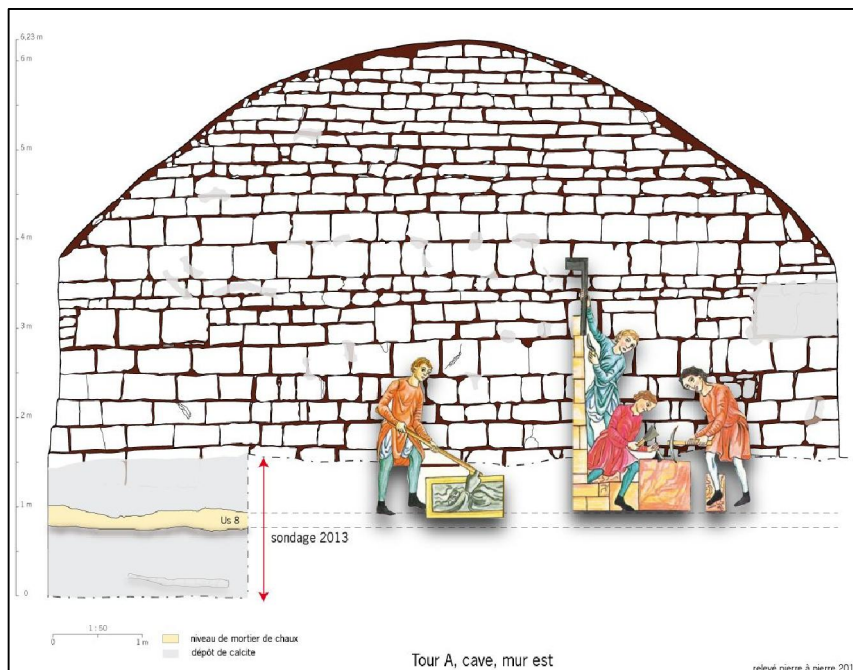 6,23 m
6 m
5 m
4 m
3 m
2 m
1 m
0
Us 8
sondage 2013
1 : 50
0
1 m
niveau de mortier de chaux
dépôt de calcite
Tour A, cave, mur est
relevé pierre à pierre 201